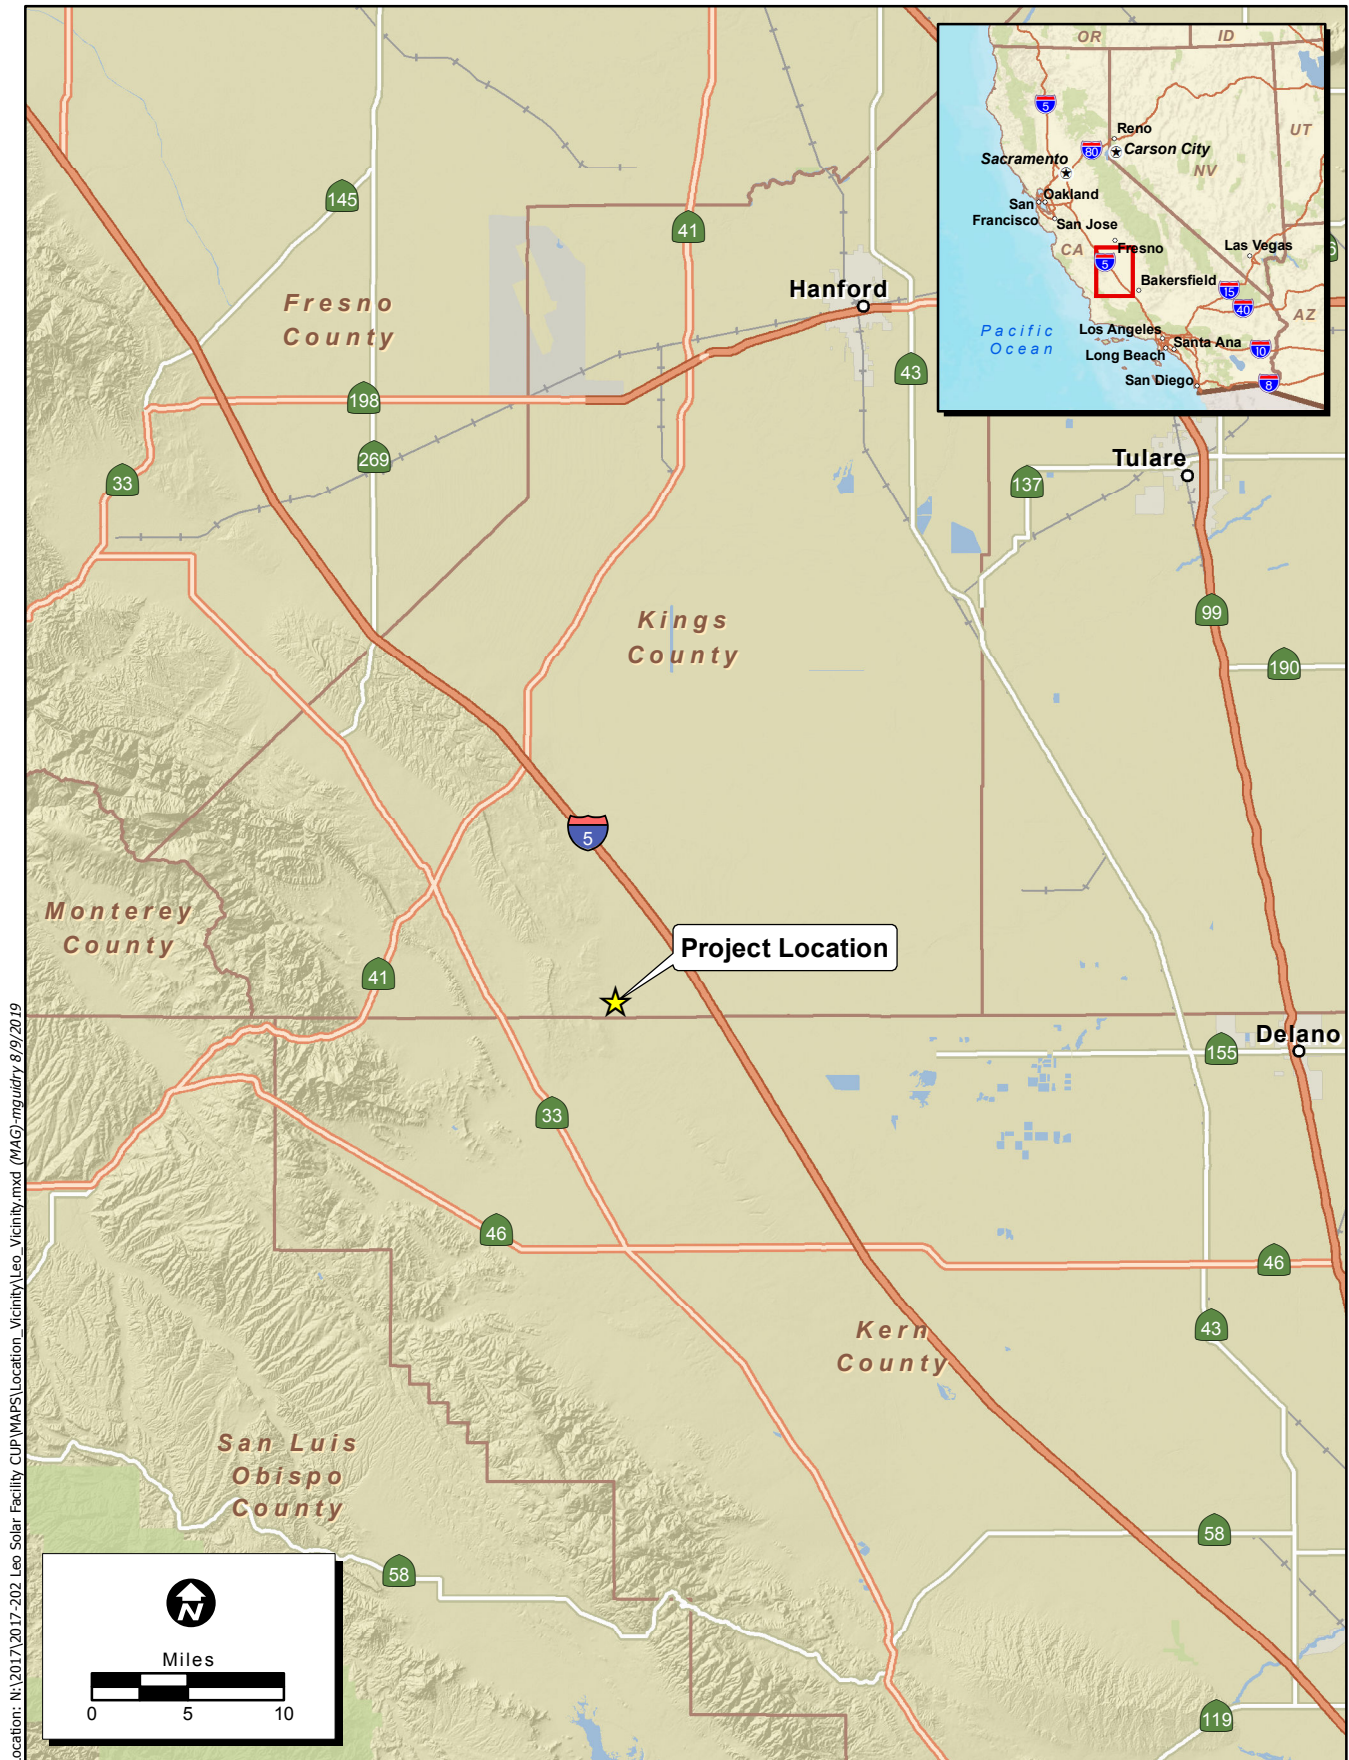 OR
ID
5
Reno
UT
80
Carson City
Sacramento
NV
Oakland
San
Francisco
San Jose
CA
Fresno
5
Las Vegas
Bakersfield
15
40
AZ
Pacific
Ocean
Los Angeles
Santa Ana
Long Beach
10
San Diego
8
145
41
Hanford
Fresno
County
43
198
269
33
Tulare
137
99
Kings
County
190
5
Monterey
County
Project Location
41
Delano
155
33
46
46
43
Kern
County
San Luis
Obispo
County
58
58
119
Miles
N
0 5 10
ocation: N:\2017\2017-202 Leo Solar Facility CUP\MAPS\Location_Vicinity\Leo_Vicinity.mxd (MAG)-mguidry 8/9/2019